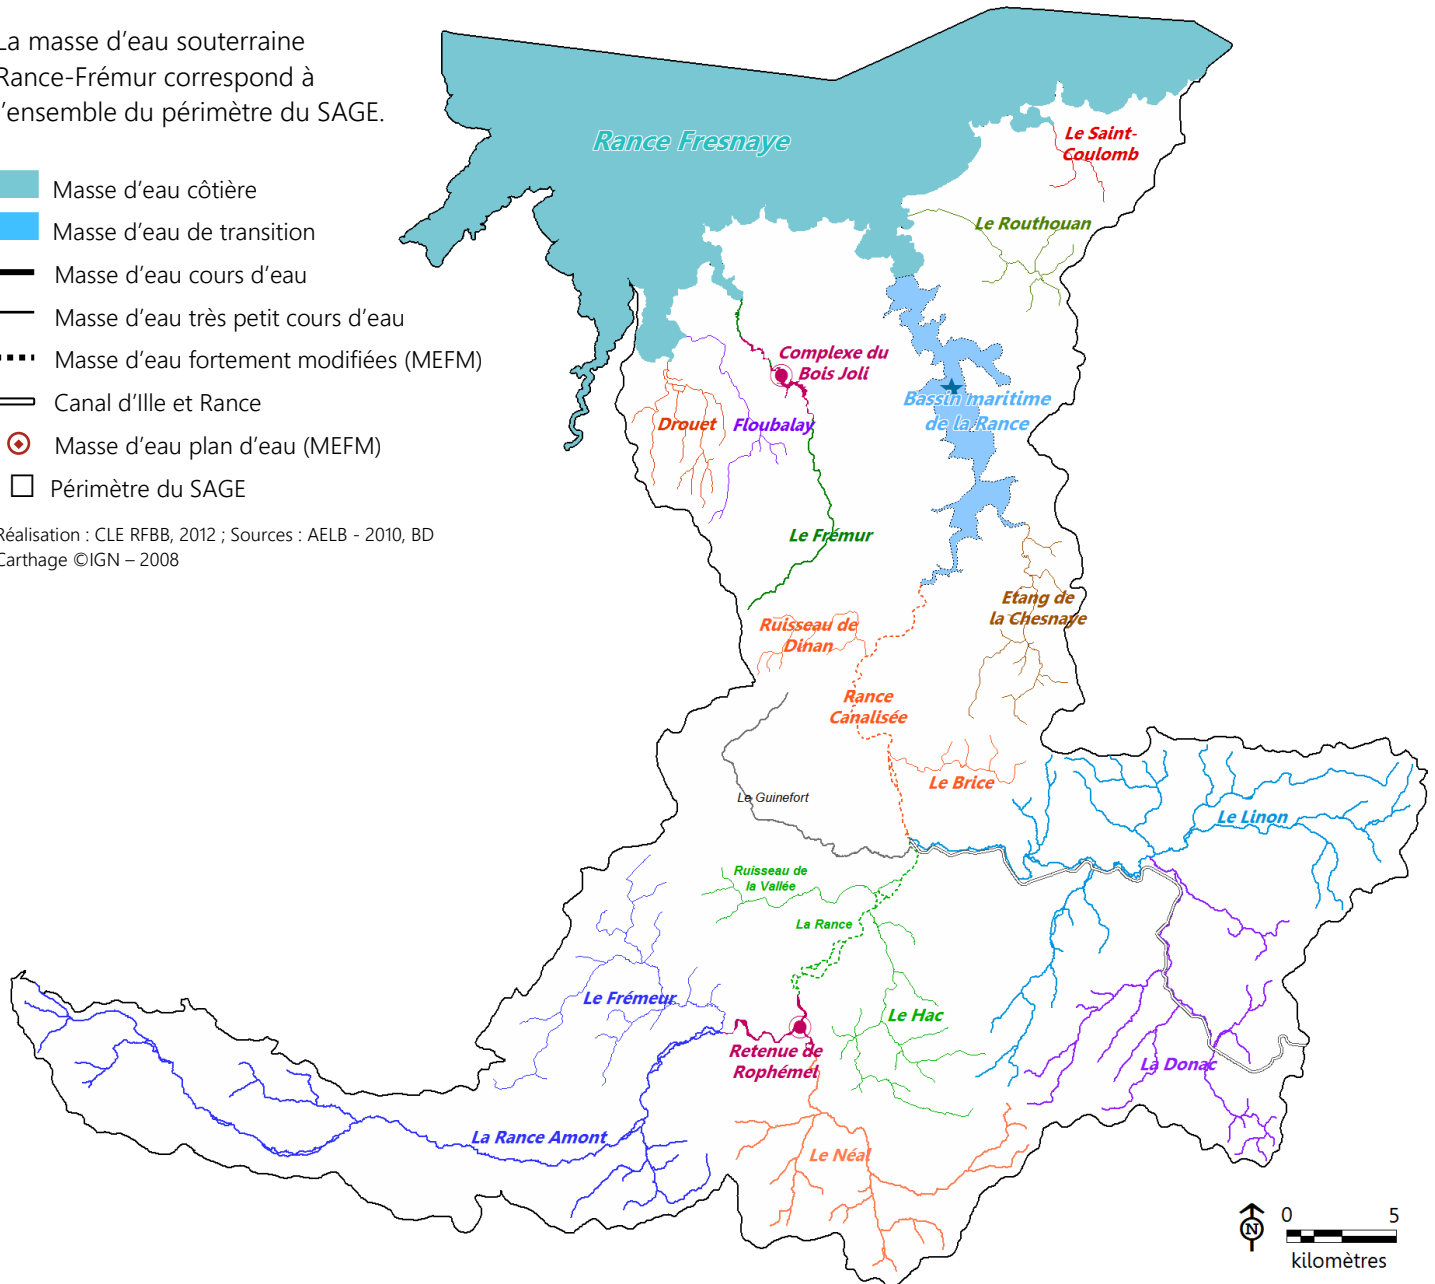 La masse d'eau souterraine
Rance-Frémur correspond à
l'ensemble du périmètre du SAGE.
Masse d'eau côtière
Masse d'eau de transition
Masse d'eau cours d'eau
Masse d'eau très petit cours d'eau
Masse d'eau fortement modifiées (MEFM)
Canal d'Ille et Rance
Masse d'eau plan d'eau (MEFM)
Périmètre du SAGE
Réalisation : CLE RFBB, 2012 ; Sources : AELB - 2010, BD
Carthage ©IGN – 2008
Rance Fresnaye
Le Saint-
Coulomb
Le Routhouan
Complexe du
Bois Joli
Bassin maritime
de la Rance
Drouet
Floubalay
Le Frémur
Etang de
la Chesnaye
Ruisseau de
Dinan
Rance
Canalisée
Le Brice
Le Guinefort
Le Linon
Ruisseau de
la Vallée
La Rance
Le Frémeur
Le Hac
Retenue de
Rophémel
La Donac
La Rance Amont
Le Néal
N
0 5
kilomètres